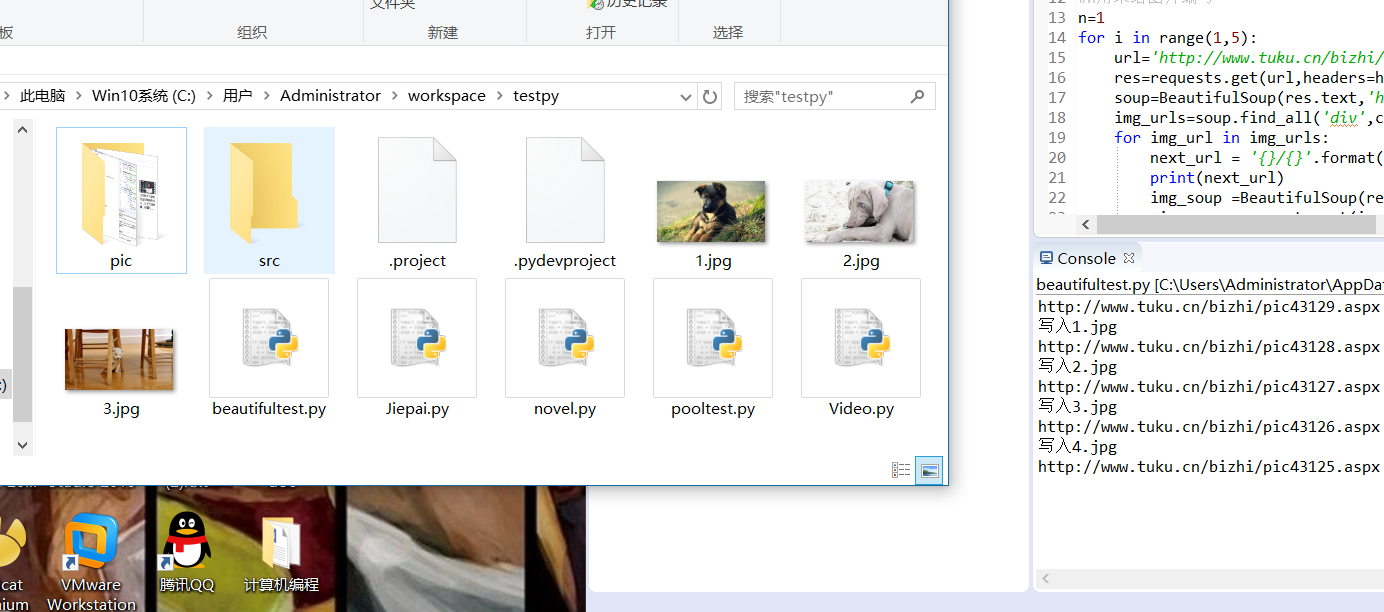 文件夹
历史记录
板
组织
新建
打开
选择
此电脑 > Win10系统 (C:) > 用户 > Administrator > workspace > testpy
搜索"testpy"
pic
src
.project
.pydevproject
1.jpg
2.jpg
:)
3.jpg
beautifultest.py
Jiepai.py
novel.py
pooltest.py
Video.py
13 n=1
14 for i in range(1,5):
15 url='http://www.tuku.cn/bizhi/
16 res=requests.get(url,headers=h
17 soup=BeautifulSoup(res.text,'h
18 img_urls=soup.find_all('div',c
19 for img_url in img_urls:
20 next_url = '{}/{}'.format(
21 print(next_url)
22 img_soup =BeautifulSoup(re
Console
beautifultest.py [C:\Users\Administrator\AppDat
http://www.tuku.cn/bizhi/pic43129.aspx
写入1.jpg
http://www.tuku.cn/bizhi/pic43128.aspx
写入2.jpg
http://www.tuku.cn/bizhi/pic43127.aspx
写入3.jpg
http://www.tuku.cn/bizhi/pic43126.aspx
写入4.jpg
http://www.tuku.cn/bizhi/pic43125.aspx
cat
nium
VMware
Workstation
腾讯QQ
计算机编程